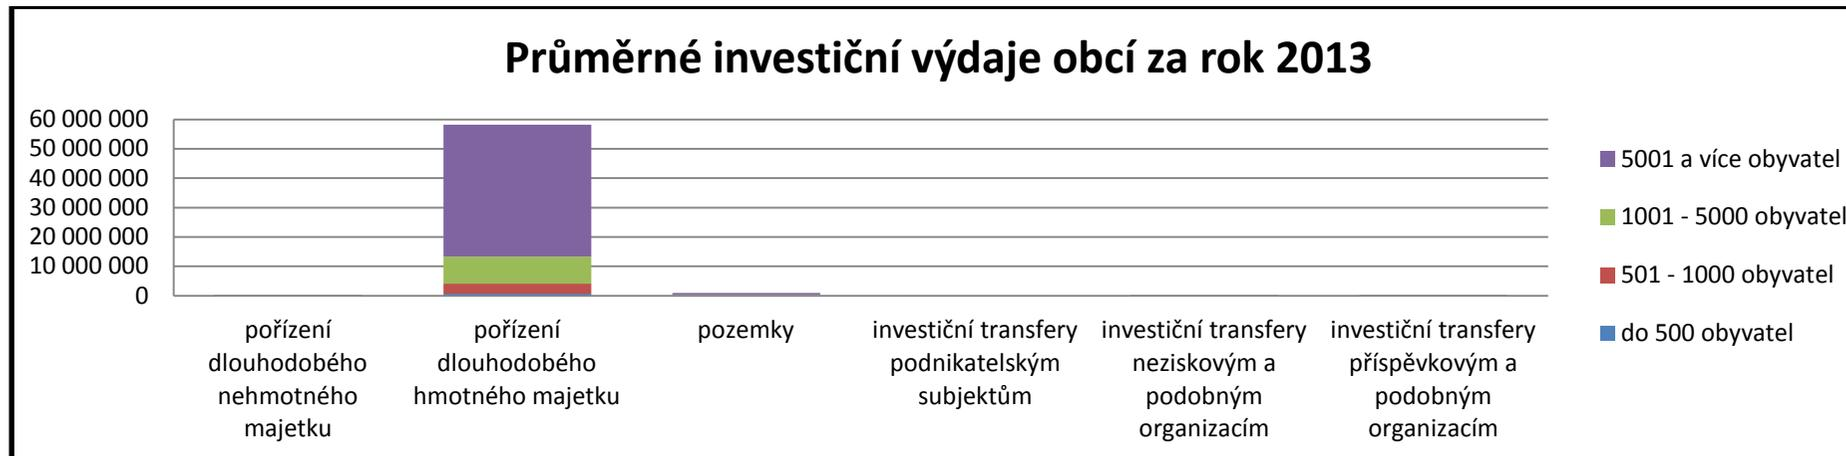 Průměrné investiční výdaje obcí za rok 2013
60 000 000
50 000 000
40 000 000
30 000 000
20 000 000
10 000 000
0
pořízení
dlouhodobého
nehmotného
majetku
pořízení
dlouhodobého
hmotného majetku
pozemky
investiční transfery
podnikatelským
subjektům
investiční transfery
neziskovým a
podobným
organizacím
investiční transfery
příspěvkovým a
podobným
organizacím
5001 a více obyvatel
1001 - 5000 obyvatel
501 - 1000 obyvatel
do 500 obyvatel